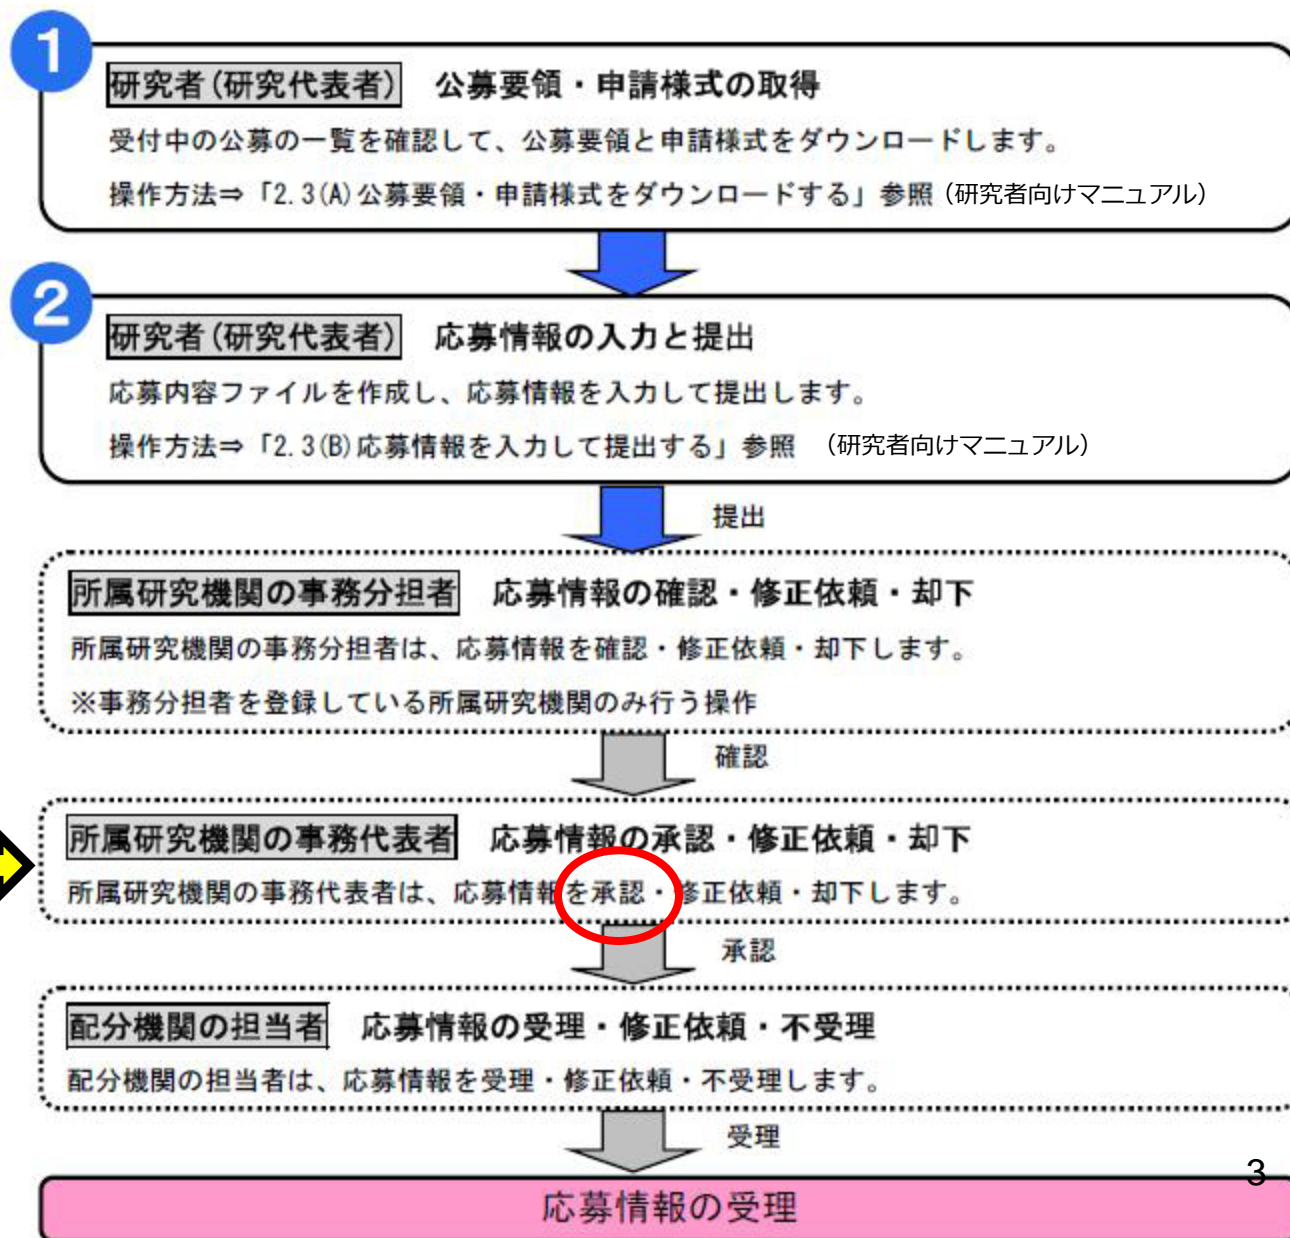 1
研究者(研究代表者) 公募要領・申請様式の取得
受付中の公募の一覧を確認して、公募要領と申請様式をダウンロードします。
操作方法⇒「2.3(A)公募要領・申請様式をダウンロードする」参照（研究者向けマニュアル）
2
研究者(研究代表者) 応募情報の入力と提出
応募内容ファイルを作成し、応募情報を入力して提出します。
操作方法⇒「2.3(B)応募情報を入力して提出する」参照 （研究者向けマニュアル）
提出
所属研究機関の事務分担者 応募情報の確認・修正依頼・却下
所属研究機関の事務分担者は、応募情報を確認・修正依頼・却下します。
※事務分担者を登録している所属研究機関のみ行う操作
確認
所属研究機関の事務代表者 応募情報の承認・修正依頼・却下
所属研究機関の事務代表者は、応募情報を承認・修正依頼・却下します。
承認
配分機関の担当者 応募情報の受理・修正依頼・不受理
配分機関の担当者は、応募情報を受理・修正依頼・不受理します。
受理
3
応募情報の受理